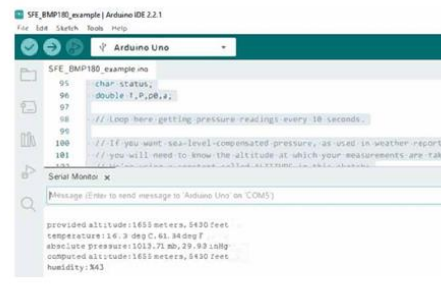 SFE_BMP180_example | Arduino IDE 2.2.1
File Edit Sketch Tools Help
Arduino Uno
SFE_BMP180_example.ino
95 char status;
96 double T,P,p0,a;
97
98 // Loop here getting pressure readings every 10 seconds.
99
100 // If you want sea-level-compensated pressure, as used in weather report
101 // you will need to know the altitude at which your measurements are tak
Serial Monitor x
Message (Enter to send message to 'Arduino Uno' on 'COM5')
provided altitude:1655 meters, 5430 feet
temperature:16.3 deg C, 61.34 deg F
absolute pressure:1013.71 mb, 29.93 inHg
computed altitude:1655 meters, 5430 feet
humidity:%43